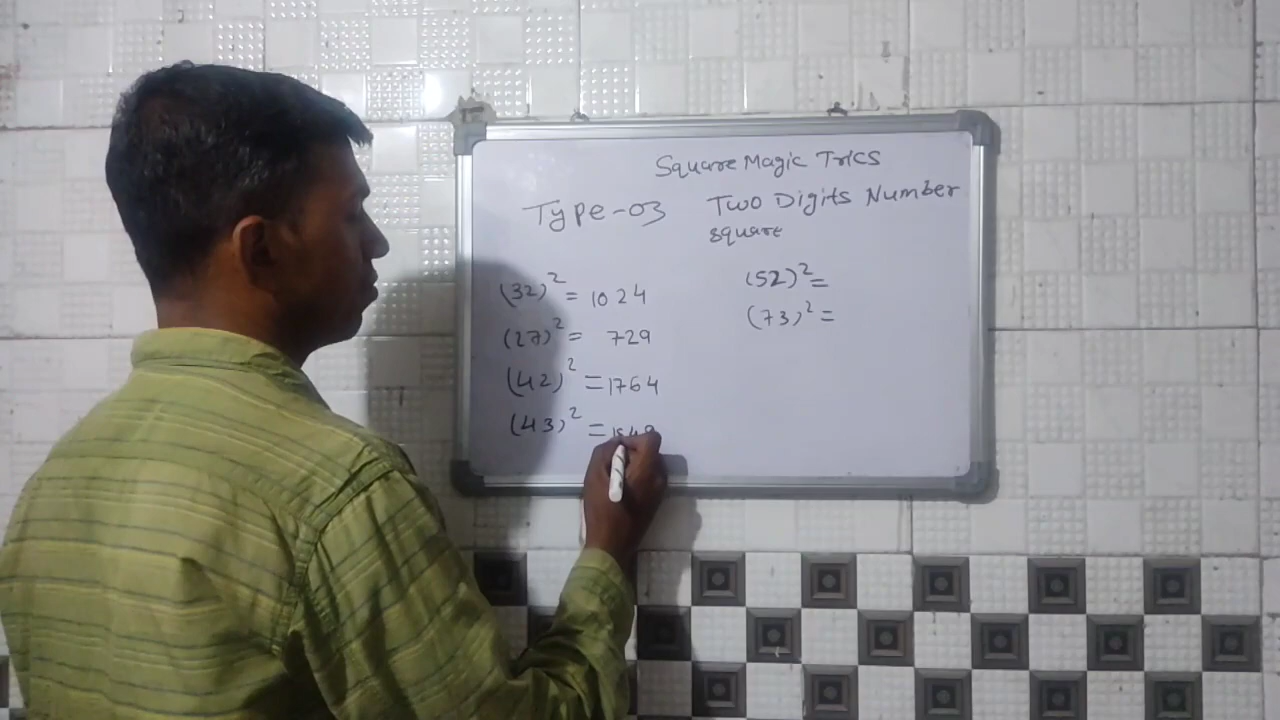 Square Magic Trics
Type-03 Two Digits Number
square
(32)² = 1024
(27)² = 729
(42)² = 1764
(43)² =
(52)² =
(73)² =